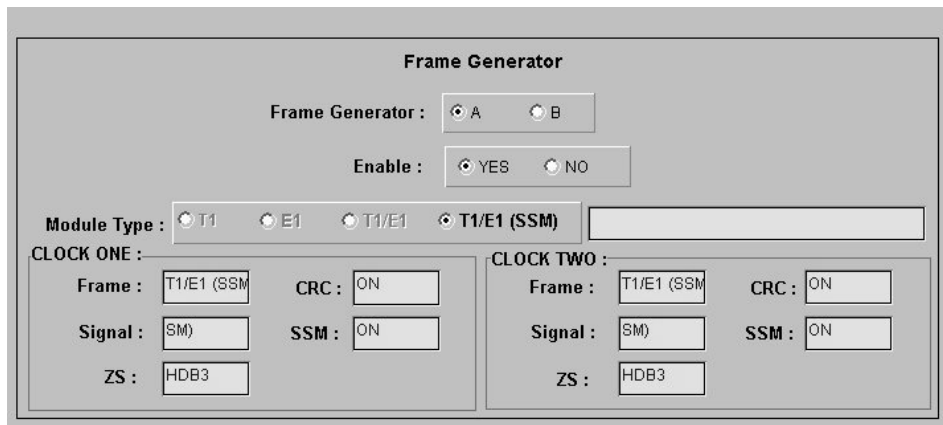 Frame Generator
Frame Generator : A B
Enable : YES NO
Module Type : T1 E1 T1/E1 T1/E1 (SSM)
CLOCK ONE :
Frame : T1/E1 (SSM CRC : ON
Signal : SM) SSM : ON
ZS : HDB3
CLOCK TWO :
Frame : T1/E1 (SSM CRC : ON
Signal : SM) SSM : ON
ZS : HDB3